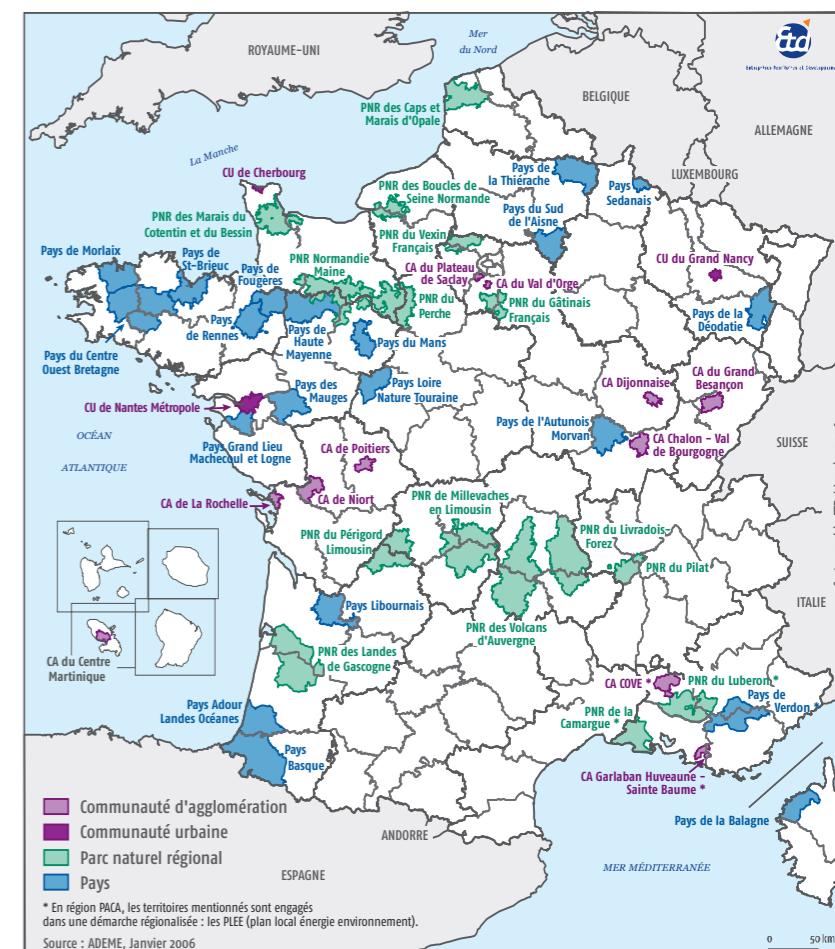 ROYAUME-UNI
Mer
du Nord
Etd
BELGIQUE
ALLEMAGNE
LUXEMBOURG
La Manche
PNR des Caps et
Marais d'Opale
CU de Cherbourg
PNR des Marais du
Cotentin et du Bessin
PNR des Boucles de
Seine Normande
Pays de
la Thiérache
Pays
Sedanais
Pays du Sud
de l'Aisne
PNR du Vexin
Français
CA du Plateau
de Saclay
CA du Val d'Orge
PNR du Gâtinais
Français
CU du Grand Nancy
Pays de la
Déodatie
Pays de Morlaix
Pays de
St-Brieuc
Pays de
Fougères
PNR Normandie
Maine
PNR du
Perche
Pays
de Rennes
Pays de
Haute
Mayenne
Pays du Mans
Pays du Centre
Ouest Bretagne
CU de Nantes Métropole
Pays des
Mauges
Pays Loire
Nature Touraine
CA Dijonnaise
CA du Grand
Besançon
Pays de l'Autunois
Morvan
CA Chalon - Val
de Bourgogne
OCÉAN
ATLANTIQUE
SUISSE
Pays Grand Lieu
Machecoul et Logne
CA de Poitiers
CA de La Rochelle
CA de Niort
PNR de Millevaches
en Limousin
PNR du Périgord
Limousin
PNR du Livradois-
Forez
PNR du Pilat
ITALIE
Pays Libournais
PNR des Volcans
d'Auvergne
CA du Centre
Martinique
PNR des Landes
de Gascogne
CA COVE *
PNR du Luberon *
Pays de
Verdon *
PNR de la
Camargue *
Pays Adour
Landes Océanes
Pays
Basque
CA Garlaban Huveaune -
Sainte Baume *
Pays de la Balagne
ANDORRE
ESPAGNE
MER MÉDITERRANÉE
Communauté d'agglomération
Communauté urbaine
Parc naturel régional
Pays
* En région PACA, les territoires mentionnés sont engagés
dans une démarche régionalisée : les PLEE (plan local énergie environnement).
Source : ADEME, Janvier 2006
0 50 km